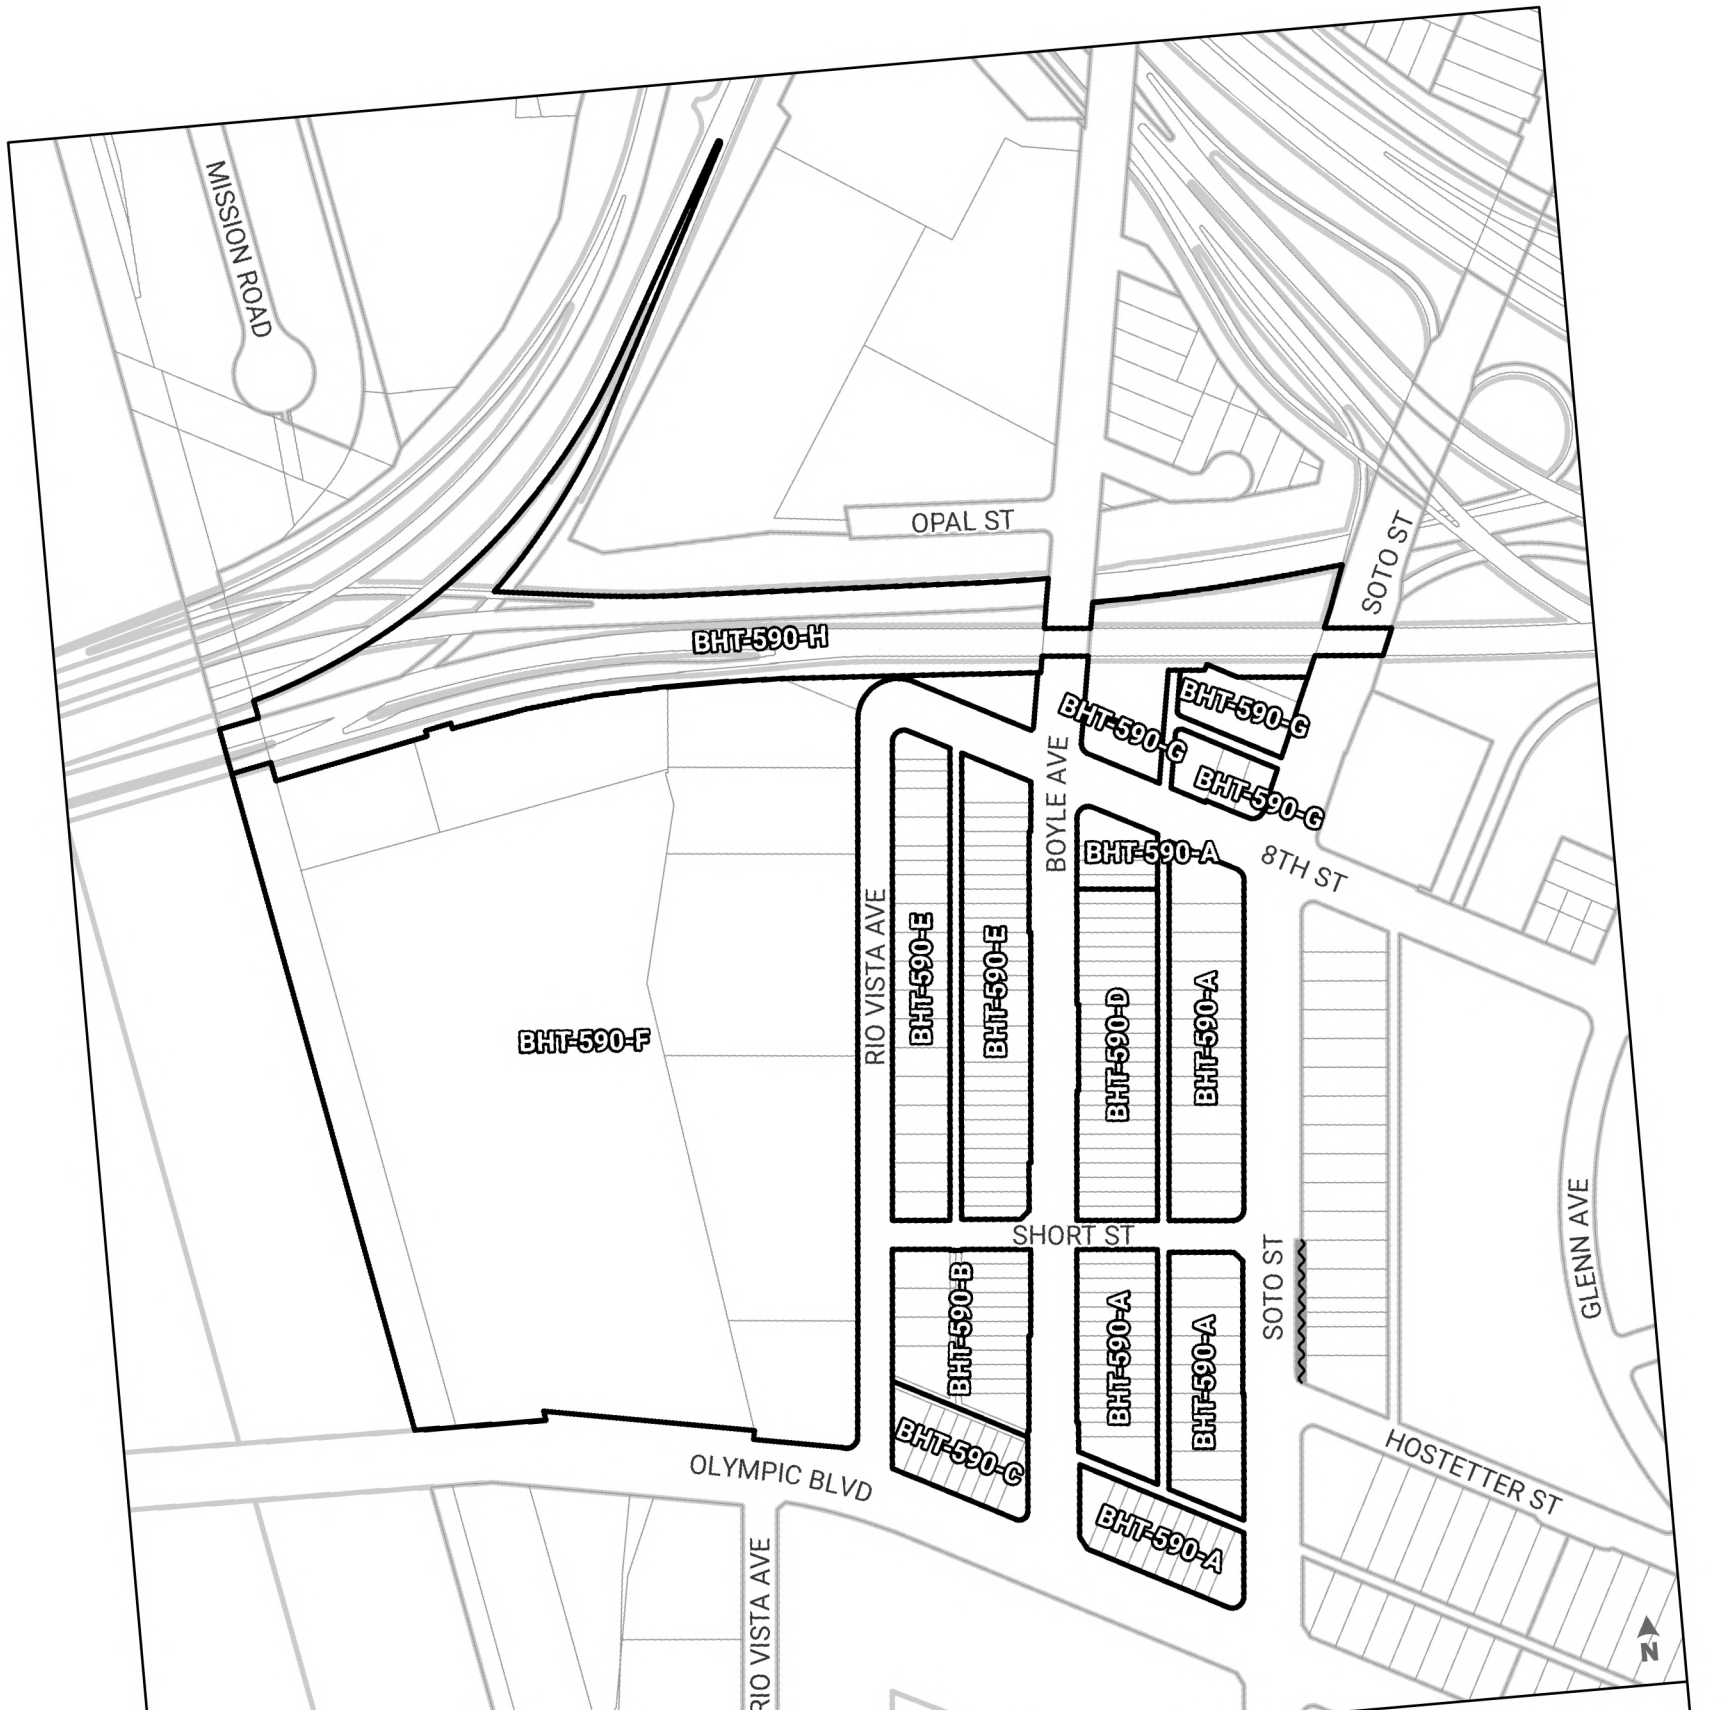 MISSION ROAD
OPAL ST
SOTO ST
BHT-590-H
BHT-590-G
BHT-590-G
BHT-590-G
BOYLE AVE
BHT-590-A
8TH ST
RIO VISTA AVE
BHT-590-E
BHT-590-E
BHT-590-D
BHT-590-A
BHT-590-F
SHORT ST
BHT-590-B
BHT-590-A
BHT-590-A
SOTO ST
GLENN AVE
BHT-590-C
OLYMPIC BLVD
HOSTETTER ST
BHT-590-A
RIO VISTA AVE
N